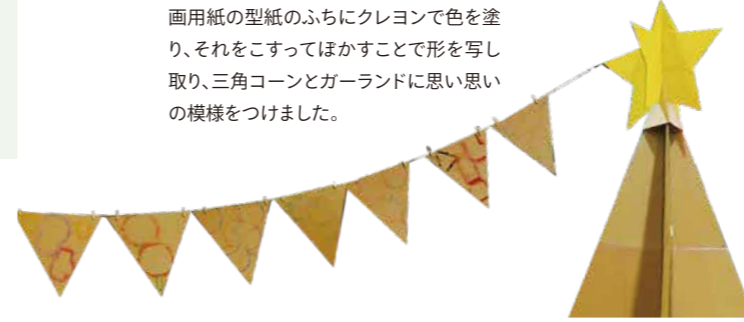 画用紙の型紙のふちにクレヨンで色を塗
り、それをこすってぼかすことで形を写し
取り、三角コーンとガーランドに思い思い
の模様をつけました。